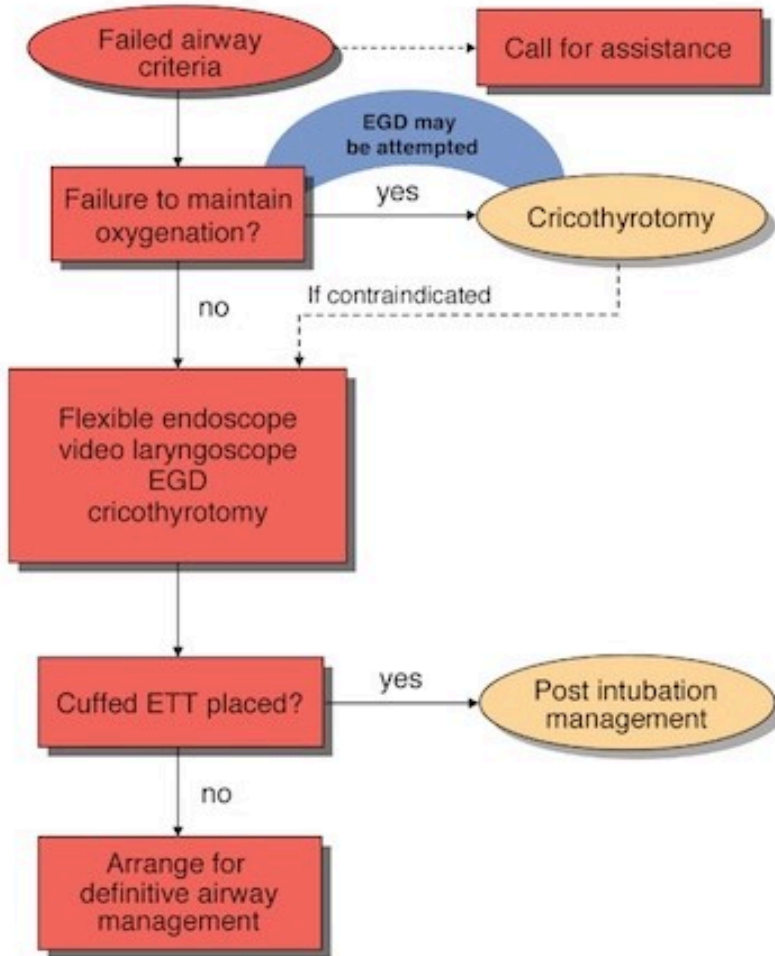 Failed airway
criteria
Call for assistance
EGD may
be attempted
Failure to maintain
oxygenation?
yes
Cricothyrotomy
no
If contraindicated
Flexible endoscope
video laryngoscope
EGD
cricothyrotomy
Cuffed ETT placed?
yes
Post intubation
management
no
Arrange for
definitive airway
management